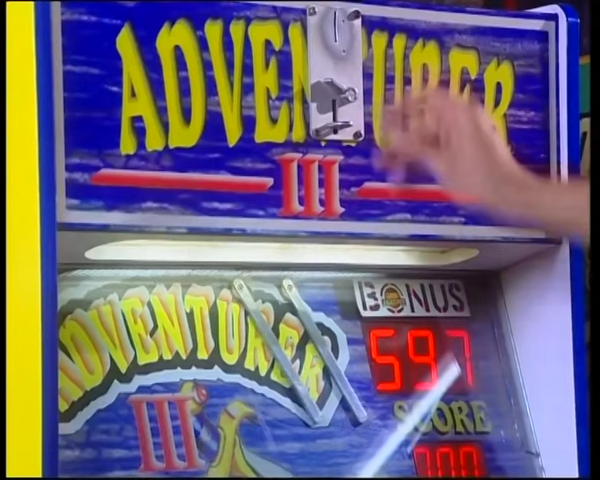 ADVENTURER
III
BONUS
ADVENTURER
597
SCORE
III